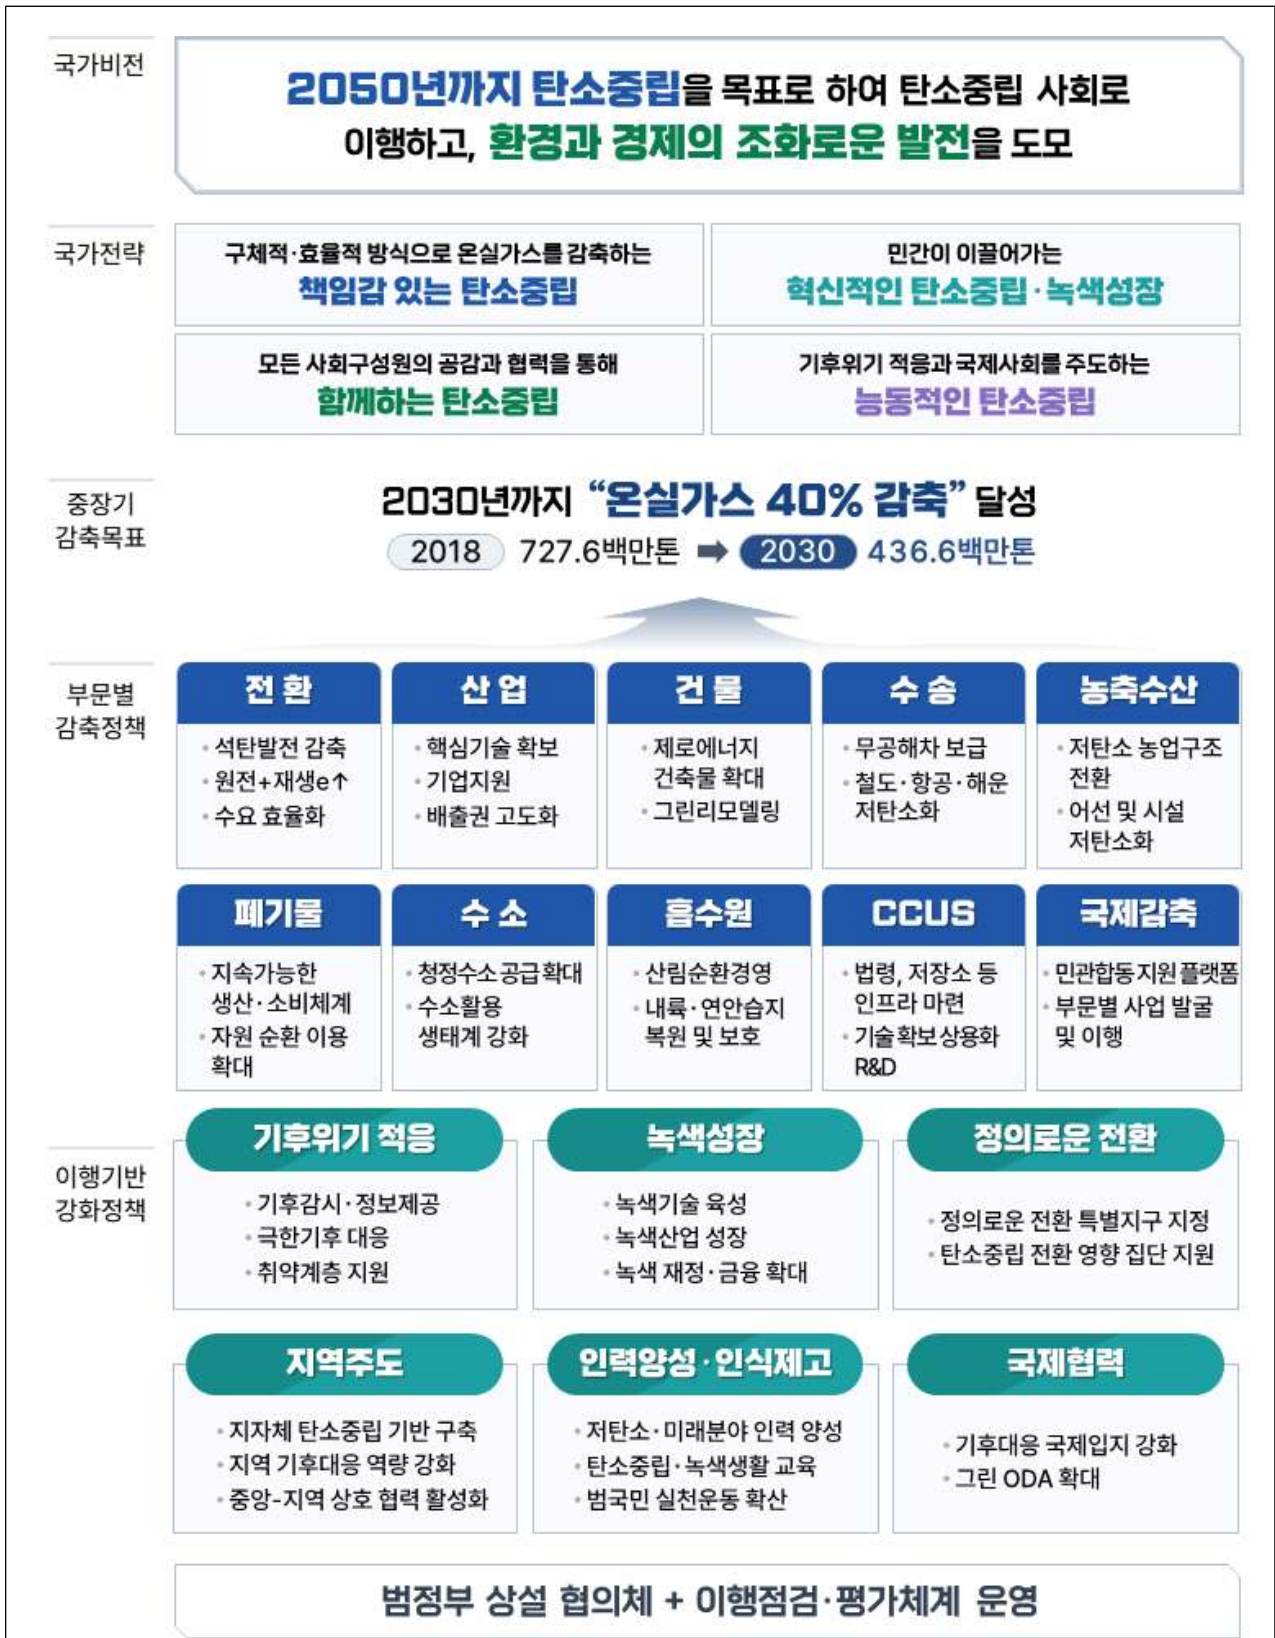 국가비전
2050년까지 탄소중립을 목표로 하여 탄소중립 사회로
이행하고, 환경과 경제의 조화로운 발전을 도모
국가전략
구체적·효율적 방식으로 온실가스를 감축하는
책임감 있는 탄소중립
민간이 이끌어가는
혁신적인 탄소중립·녹색성장
모든 사회구성원의 공감과 협력을 통해
함께하는 탄소중립
기후위기 적응과 국제사회를 주도하는
능동적인 탄소중립
중장기
감축목표
2030년까지 “온실가스 40% 감축” 달성
2018 727.6백만톤 ➡ 2030 436.6백만톤
부문별
감축정책
전 환
• 석탄발전 감축
• 원전+재생e↑
• 수요 효율화
산 업
• 핵심기술 확보
• 기업지원
• 배출권 고도화
건 물
• 제로에너지
건축물 확대
• 그린리모델링
수 송
• 무공해차 보급
• 철도·항공·해운
저탄소화
농축수산
• 저탄소 농업구조
전환
• 어선 및 시설
저탄소화
폐기물
• 지속가능한
생산·소비체계
• 자원 순환 이용
확대
수 소
• 청정수소 공급 확대
• 수소활용
생태계 강화
흡수원
• 산림순환경영
• 내륙·연안습지
복원 및 보호
CCUS
• 법령, 저장소 등
인프라 마련
• 기술확보 상용화
R&D
국제감축
• 민관합동 지원 플랫폼
• 부문별 사업 발굴
및 이행
이행기반
강화정책
기후위기 적응
• 기후감시·정보제공
• 극한기후 대응
• 취약계층 지원
녹색성장
• 녹색기술 육성
• 녹색산업 성장
• 녹색 재정·금융 확대
정의로운 전환
• 정의로운 전환 특별지구 지정
• 탄소중립 전환 영향 집단 지원
지역주도
• 지자체 탄소중립 기반 구축
• 지역 기후대응 역량 강화
• 중앙-지역 상호 협력 활성화
인력양성·인식제고
• 저탄소·미래분야 인력 양성
• 탄소중립·녹색생활 교육
• 범국민 실천운동 확산
국제협력
• 기후대응 국제입지 강화
• 그린 ODA 확대
범정부 상설 협의체 + 이행점검·평가체계 운영